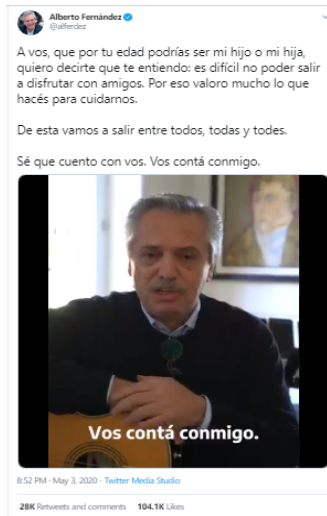 Alberto Fernández
@alferdez
A vos, que por tu edad podrías ser mi hijo o mi hija,
quiero decirte que te entiendo: es difícil no poder salir
a disfrutar con amigos. Por eso valoro mucho lo que
hacés para cuidarnos.
De esta vamos a salir entre todos, todas y todes.
Sé que cuento con vos. Vos contá conmigo.
Vos contá conmigo.
8:52 PM · May 3, 2020 · Twitter Media Studio
28K Retweets and comments 104.1K Likes